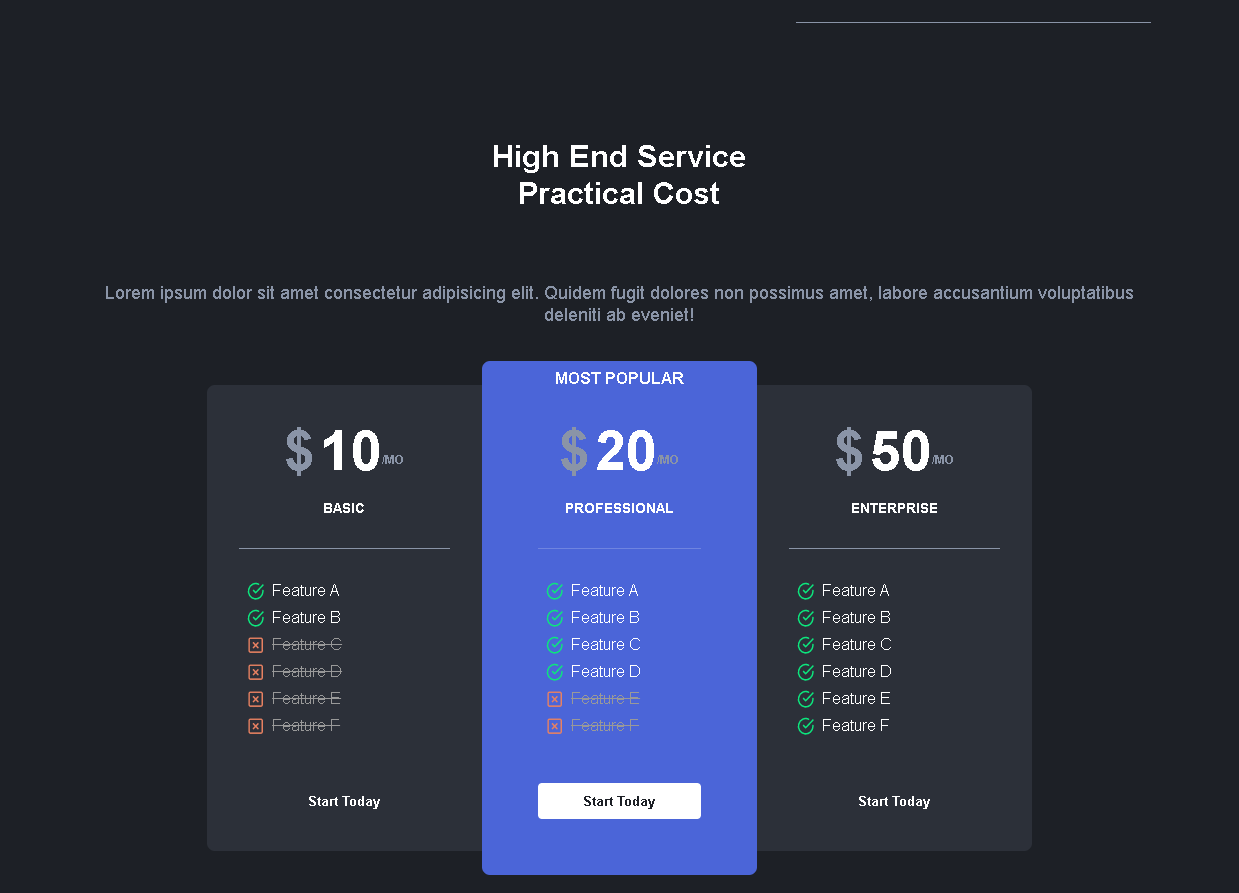 High End Service
Practical Cost
Lorem ipsum dolor sit amet consectetur adipisicing elit. Quidem fugit dolores non possimus amet, labore accusantium voluptatibus
deleniti ab eveniet!
$10/MO
BASIC
Feature A
Feature B
Feature C
Feature D
Feature E
Feature F
Start Today
MOST POPULAR
$20/MO
PROFESSIONAL
Feature A
Feature B
Feature C
Feature D
Feature E
Feature F
Start Today
$50/MO
ENTERPRISE
Feature A
Feature B
Feature C
Feature D
Feature E
Feature F
Start Today